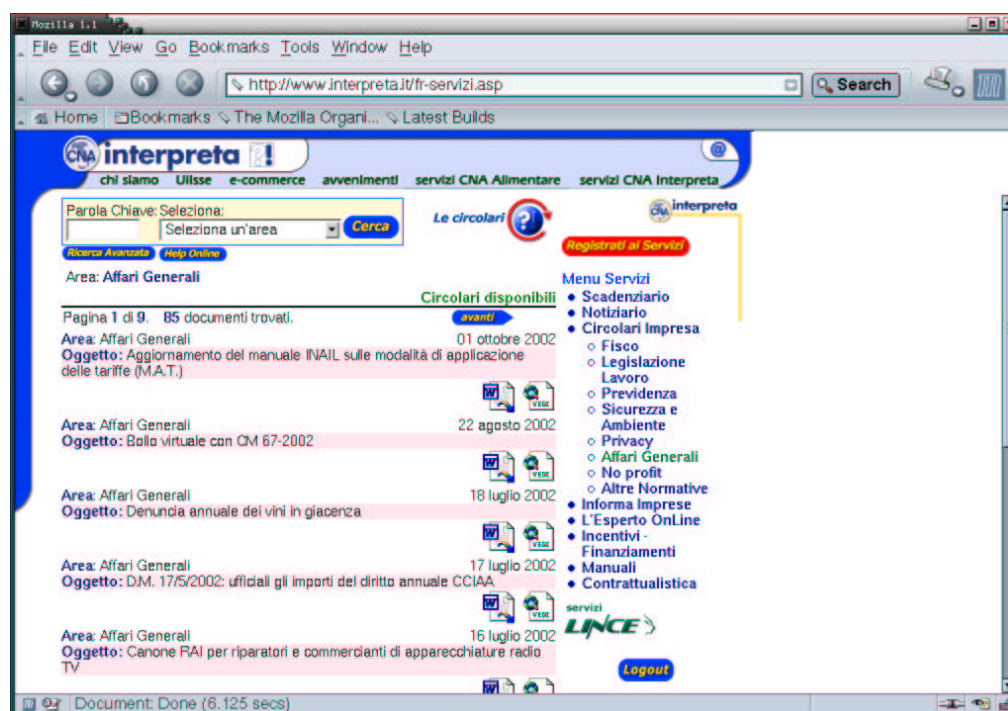 Mozilla 1.1
File Edit View Go Bookmarks Tools Window Help
http://www.interpreta.it/fr-servizi.asp
Search
Home Bookmarks The Mozilla Organi... Latest Builds
CNA interpreta ?!
@
chi siamo Ulisse e-commerce avvenimenti servizi CNA Alimentare servizi CNA Interpreta
Parola Chiave: Seleziona:
Seleziona un'area
Cerca
Ricerca Avanzata Help Online
Le circolari
?!
CNA interpreta
Registrati ai Servizi
Area: Affari Generali
Circolari disponibili
Pagina 1 di 9. 85 documenti trovati.
avanti
Area: Affari Generali 01 ottobre 2002
Oggetto: Aggiornamento del manuale INAIL sulle modalità di applicazione
delle tariffe (M.A.T.)
W VEDI
Area: Affari Generali 22 agosto 2002
Oggetto: Bollo virtuale con CM 67-2002
W VEDI
Area: Affari Generali 18 luglio 2002
Oggetto: Denuncia annuale dei vini in giacenza
W VEDI
Area: Affari Generali 17 luglio 2002
Oggetto: D.M. 17/5/2002: ufficiali gli importi del diritto annuale CCIAA
W VEDI
Area: Affari Generali 16 luglio 2002
Oggetto: Canone RAI per riparatori e commercianti di apparecchiature radio
TV
W
Menu Servizi
Scadenziario
Notiziario
Circolari Impresa
Fisco
Legislazione
Lavoro
Previdenza
Sicurezza e
Ambiente
Privacy
Affari Generali
No profit
Altre Normative
Informa Imprese
L'Esperto OnLine
Incentivi -
Finanziamenti
Manuali
Contrattualistica
servizi
LINCE
Logout
Document: Done (6.125 secs)